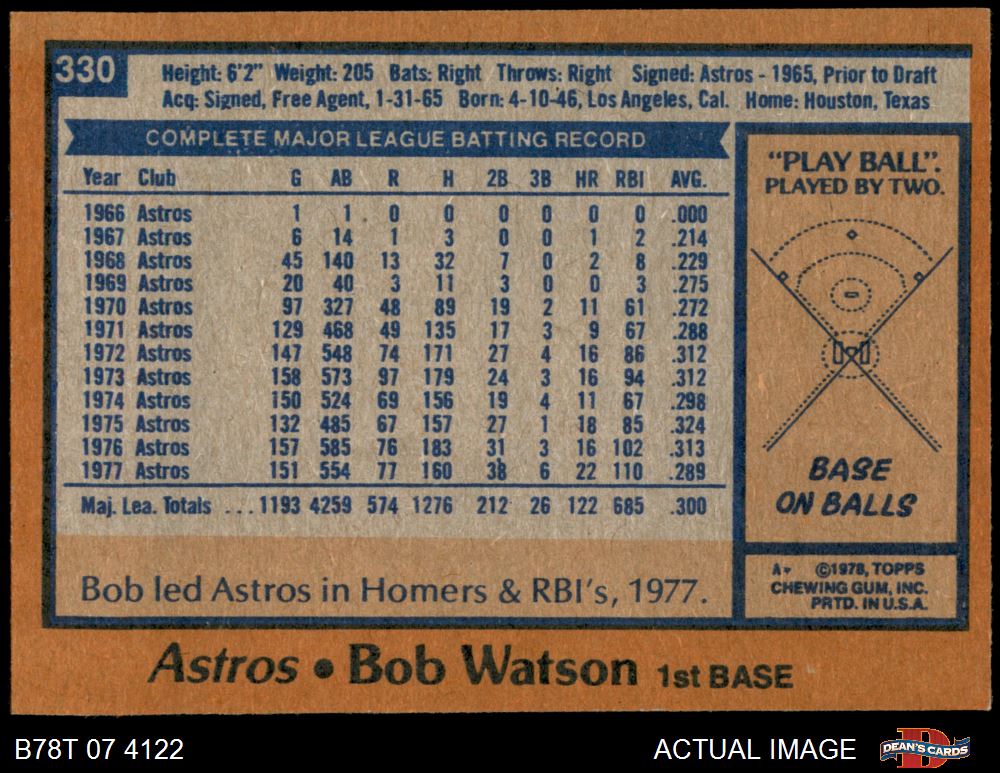 330
Height: 6'2" Weight: 205 Bats: Right Throws: Right Signed: Astros - 1965, Prior to Draft
Acq: Signed, Free Agent, 1-31-65 Born: 4-10-46, Los Angeles, Cal. Home: Houston, Texas
COMPLETE MAJOR LEAGUE BATTING RECORD
Year Club G AB R H 2B 3B HR RBI AVG.
1966 Astros 1 1 0 0 0 0 0 0 .000
1967 Astros 6 14 1 3 0 0 1 2 .214
1968 Astros 45 140 13 32 7 0 2 8 .229
1969 Astros 20 40 3 11 3 0 0 3 .275
1970 Astros 97 327 48 89 19 2 11 61 .272
1971 Astros 129 468 49 135 17 3 9 67 .288
1972 Astros 147 548 74 171 27 4 16 86 .312
1973 Astros 158 573 97 179 24 3 16 94 .312
1974 Astros 150 524 69 156 19 4 11 67 .298
1975 Astros 132 485 67 157 27 1 18 85 .324
1976 Astros 157 585 76 183 31 3 16 102 .313
1977 Astros 151 554 77 160 38 6 22 110 .289
Maj. Lea. Totals ... 1193 4259 574 1276 212 26 122 685 .300
Bob led Astros in Homers & RBI's, 1977.
"PLAY BALL".
PLAYED BY TWO.
BASE
ON BALLS
A* ©1978, TOPPS
CHEWING GUM, INC.
PRTD. IN U.S.A.
Astros • Bob Watson 1st BASE
B78T 07 4122
ACTUAL IMAGE
DEAN'S CARDS